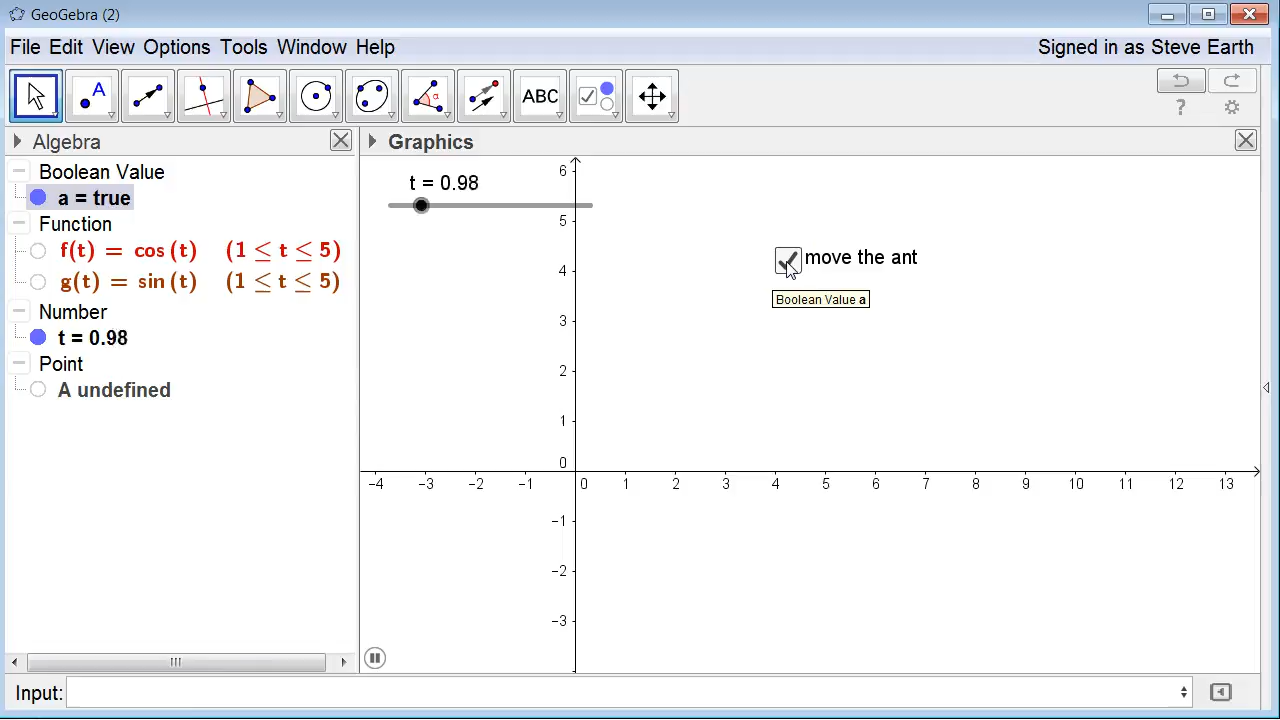 GeoGebra (2)
File Edit View Options Tools Window Help
Signed in as Steve Earth
A
α
ABC
?
Algebra
Graphics
Boolean Value
a = true
Function
f(t) = cos (t) (1 ≤ t ≤ 5)
g(t) = sin (t) (1 ≤ t ≤ 5)
Number
t = 0.98
Point
A undefined
t = 0.98
move the ant
Boolean Value a
6
5
4
3
2
1
0
−4 −3 −2 −1 0 1 2 3 4 5 6 7 8 9 10 11 12 13
−1
−2
−3
Input: